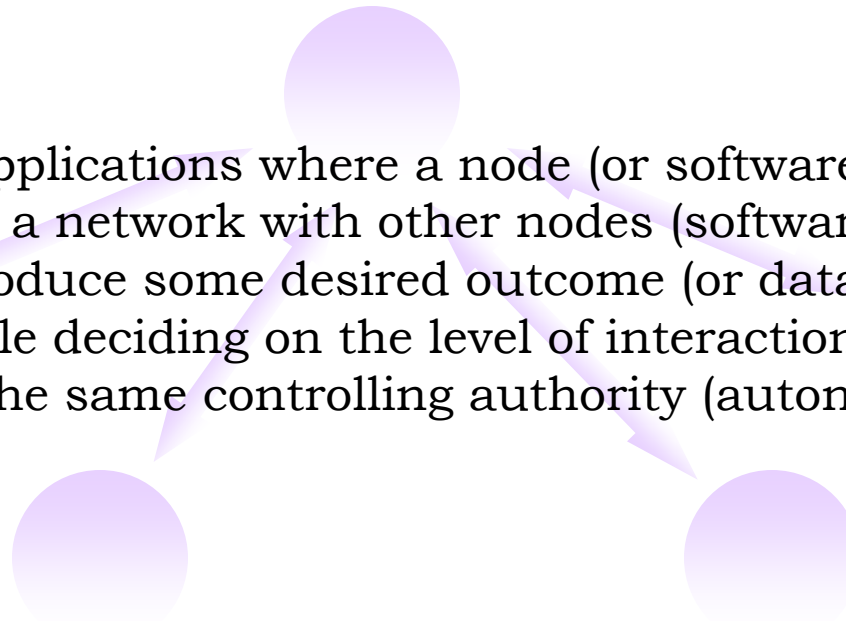 pplications where a node (or software
a network with other nodes (softwar
oduce some desired outcome (or data
le deciding on the level of interaction
he same controlling authority (auton